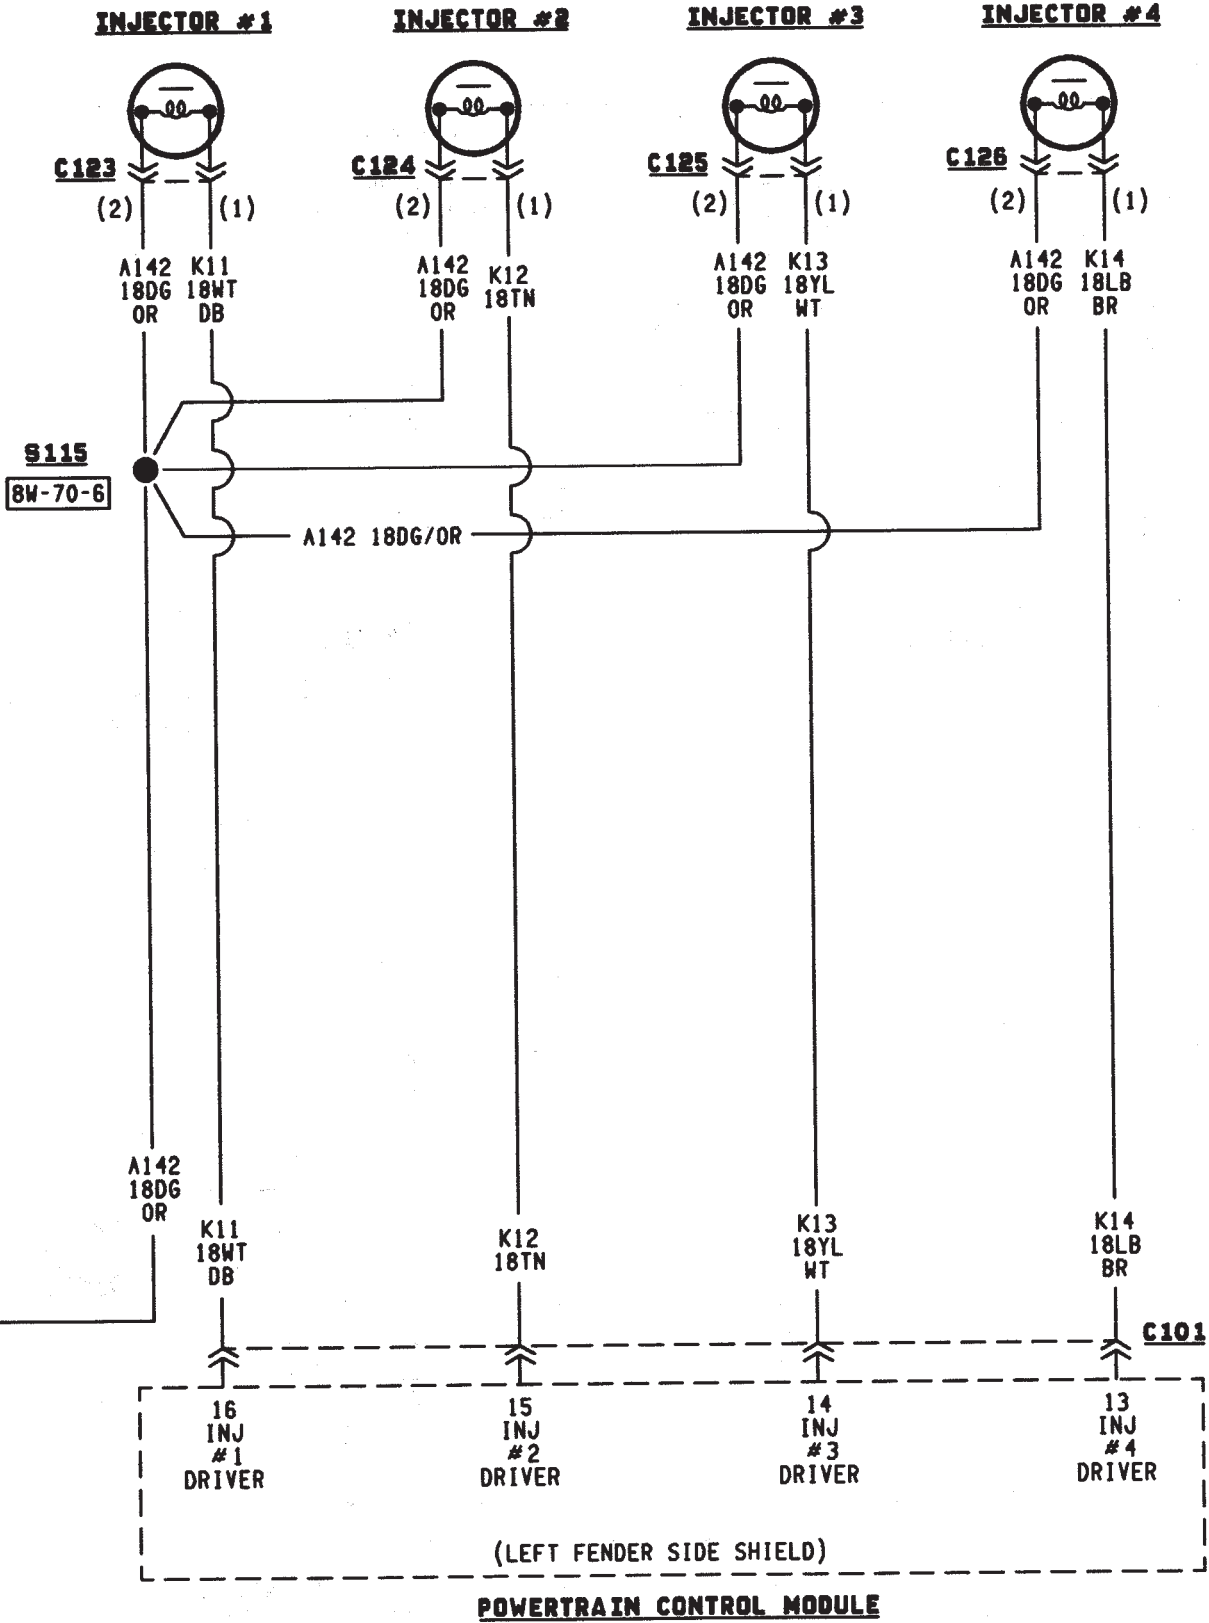 INJECTOR #1
INJECTOR #2
INJECTOR #3
INJECTOR #4
C123
C124
C125
C126
(2)
(1)
(2)
(1)
(2)
(1)
(2)
(1)
A142
18DG
OR
K11
18WT
DB
A142
18DG
OR
K12
18TN
A142
18DG
OR
K13
18YL
WT
A142
18DG
OR
K14
18LB
BR
S115
8W-70-6
A142 18DG/OR
A142
18DG
OR
K11
18WT
DB
K12
18TN
K13
18YL
WT
K14
18LB
BR
C101
16
INJ
#1
DRIVER
15
INJ
#2
DRIVER
14
INJ
#3
DRIVER
13
INJ
#4
DRIVER
(LEFT FENDER SIDE SHIELD)
POWERTRAIN CONTROL MODULE